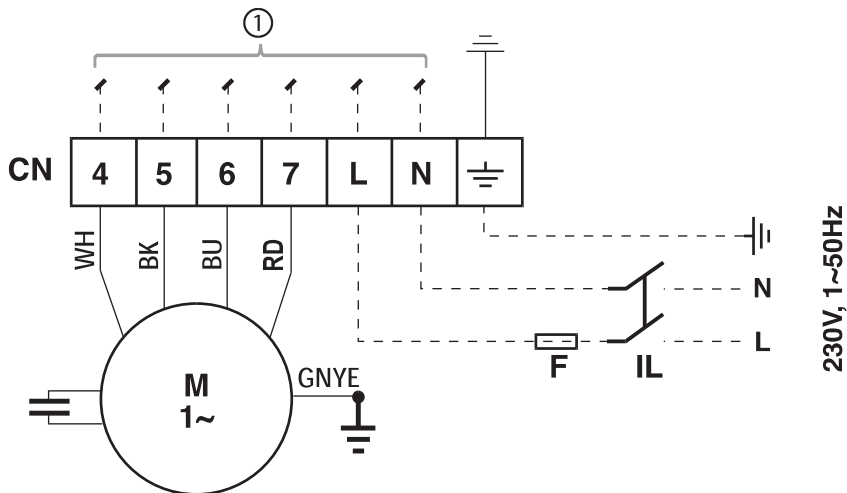 ①
CN 4 5 6 7 L N
WH BK BU RD
N
L
F IL
230V, 1~50Hz
M
1~
GNYE